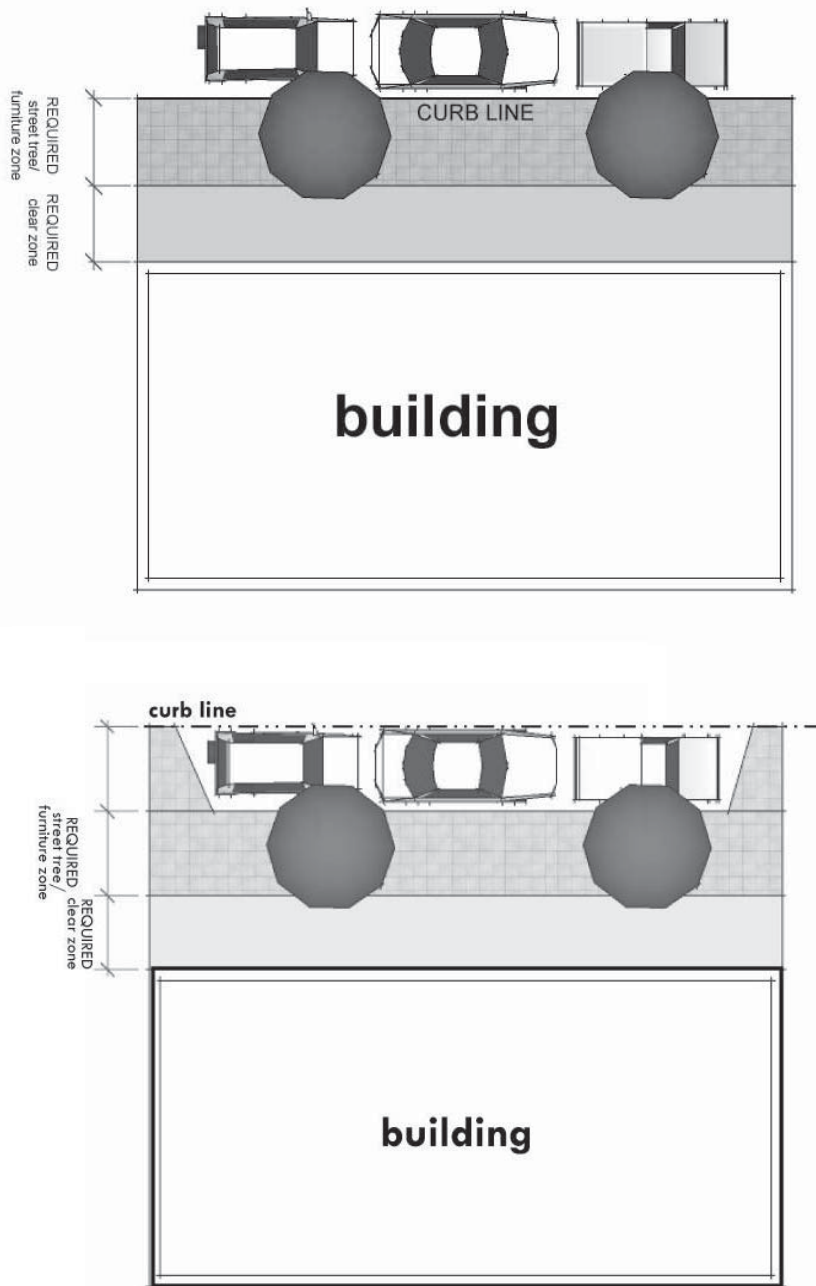 CURB LINE
REQUIRED
street tree/
furniture zone
REQUIRED
clear zone
building
curb line
REQUIRED
street tree/
furniture zone
REQUIRED
clear zone
building